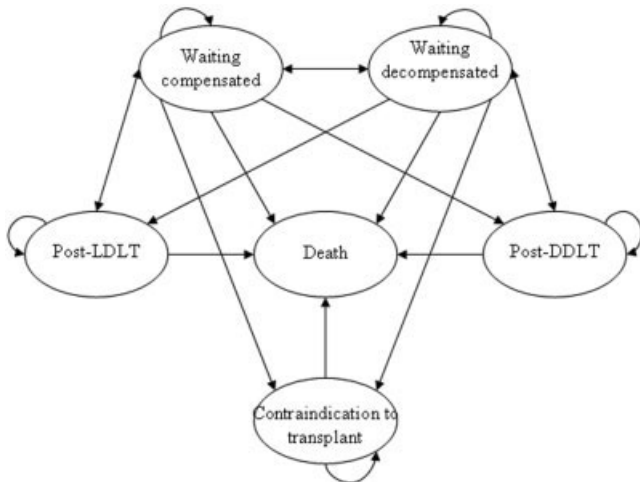 Waiting
compensated
Waiting
decompensated
Post-LDLT
Death
Post-DDLT
Contraindication to
transplant